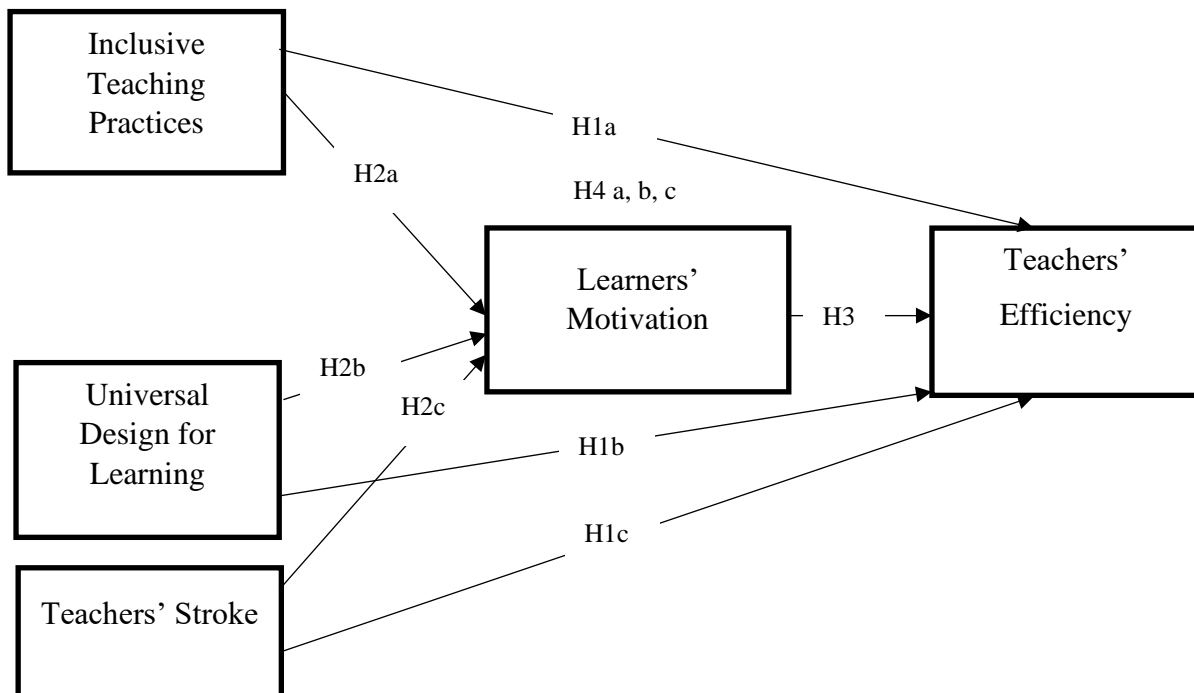 Inclusive
Teaching
Practices
H1a
H2a
H4 a, b, c
Learners’
Motivation
H3
Teachers’
Efficiency
H2b
Universal
Design for
Learning
H2c
H1b
H1c
Teachers’ Stroke